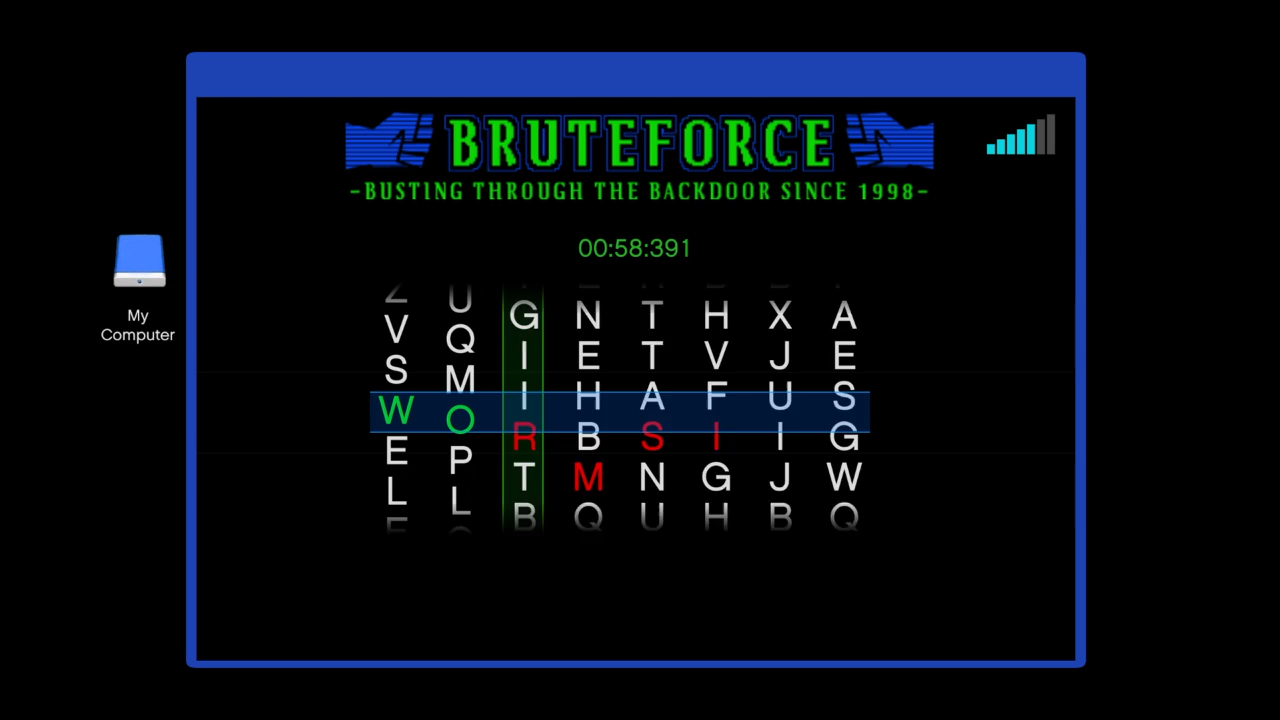 BRUTEFORCE
-BUSTING THROUGH THE BACKDOOR SINCE 1998-
00:58:391
My
Computer
U
V Q G N T H X A
S M I E T V J E
W O I H A F U S
E P R B S I I G
L L T M N G J W
B Q U H B Q